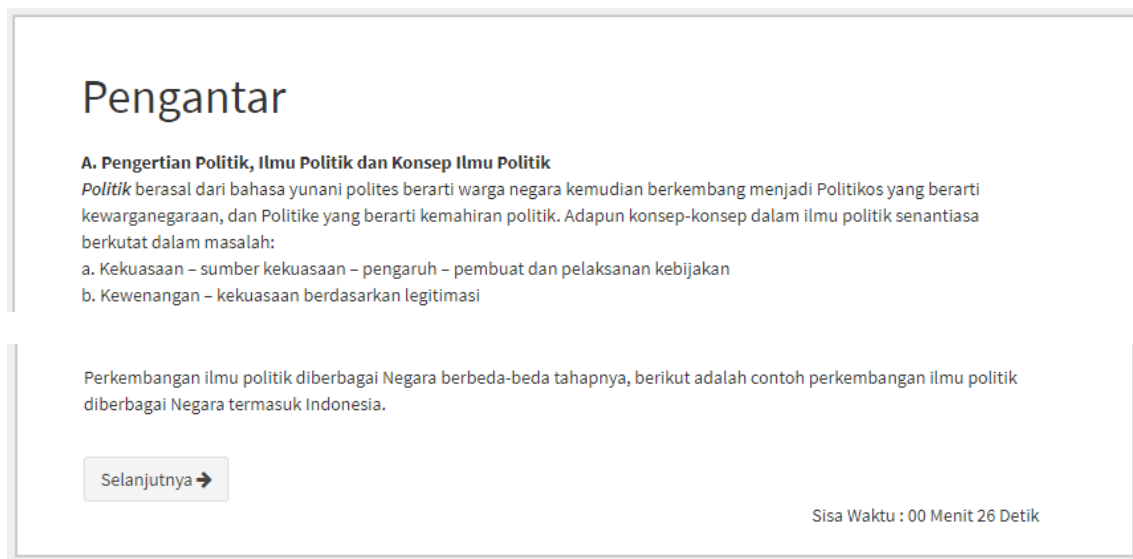 Pengantar
A. Pengertian Politik, Ilmu Politik dan Konsep Ilmu Politik
Politik berasal dari bahasa yunani polites berarti warga negara kemudian berkembang menjadi Politikos yang berarti
kewarganegaraan, dan Politike yang berarti kemahiran politik. Adapun konsep-konsep dalam ilmu politik senantiasa
berkutat dalam masalah:
a. Kekuasaan – sumber kekuasaan – pengaruh – pembuat dan pelaksanan kebijakan
b. Kewenangan – kekuasaan berdasarkan legitimasi
Perkembangan ilmu politik diberbagai Negara berbeda-beda tahapnya, berikut adalah contoh perkembangan ilmu politik
diberbagai Negara termasuk Indonesia.
Selanjutnya ➔
Sisa Waktu : 00 Menit 26 Detik